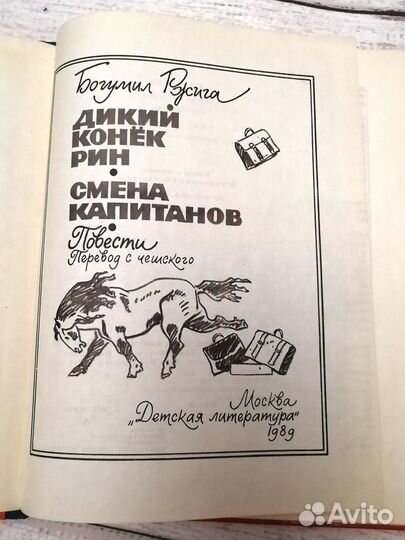 Богумил Ржига
ДИКИЙ
КОНЁК
РИН
•
СМЕНА
КАПИТАНОВ
•
Повести
Перевод с чешского
Москва
„Детская литература“
1989
Avito